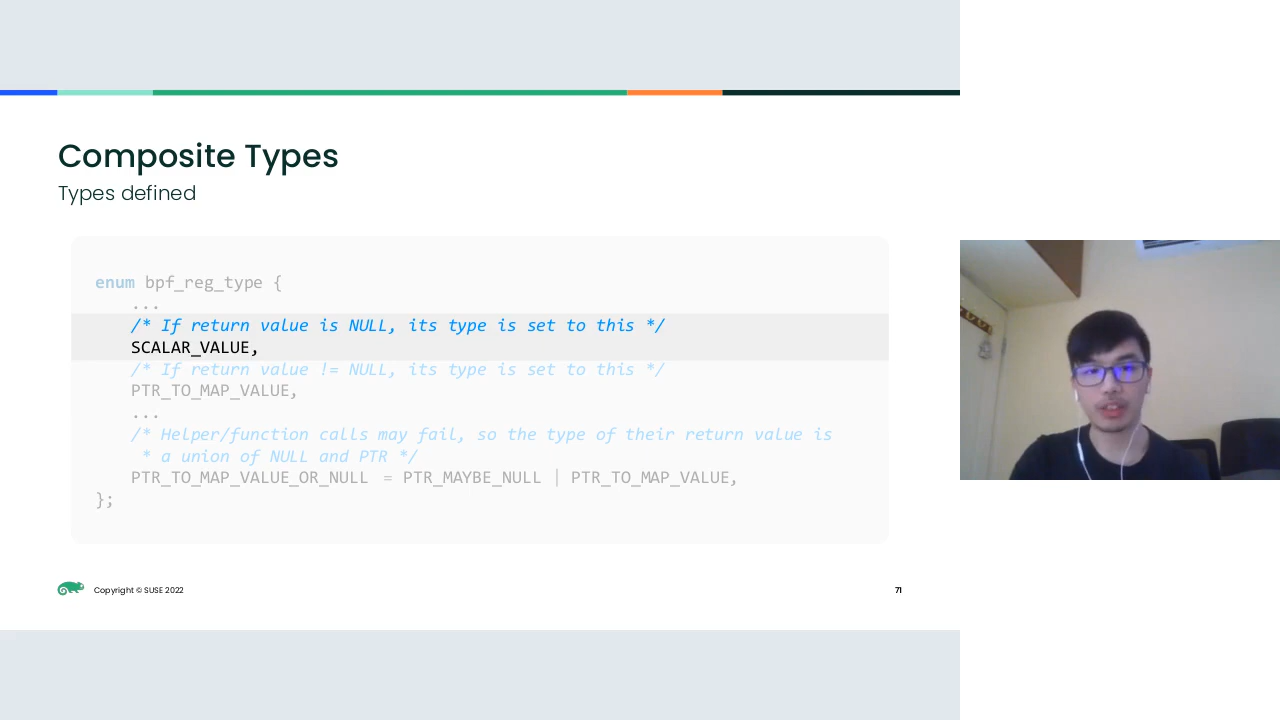 Composite Types
Types defined
enum bpf_reg_type {
...
/* If return value is NULL, its type is set to this */
SCALAR_VALUE,
/* If return value != NULL, its type is set to this */
PTR_TO_MAP_VALUE,
...
/* Helper/function calls may fail, so the type of their return value is
* a union of NULL and PTR */
PTR_TO_MAP_VALUE_OR_NULL = PTR_MAYBE_NULL | PTR_TO_MAP_VALUE,
};
Copyright © SUSE 2022
71